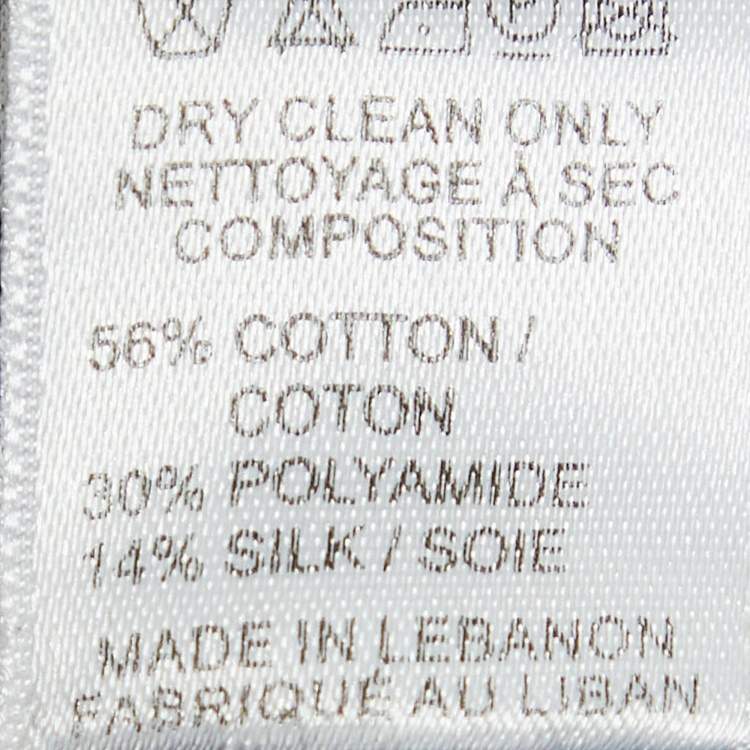 DRY CLEAN ONLY
NETTOYAGE À SEC
COMPOSITION
56% COTTON /
COTON
30% POLYAMIDE
14% SILK / SOIE
MADE IN LEBANON
FABRIQUÉ AU LIBAN